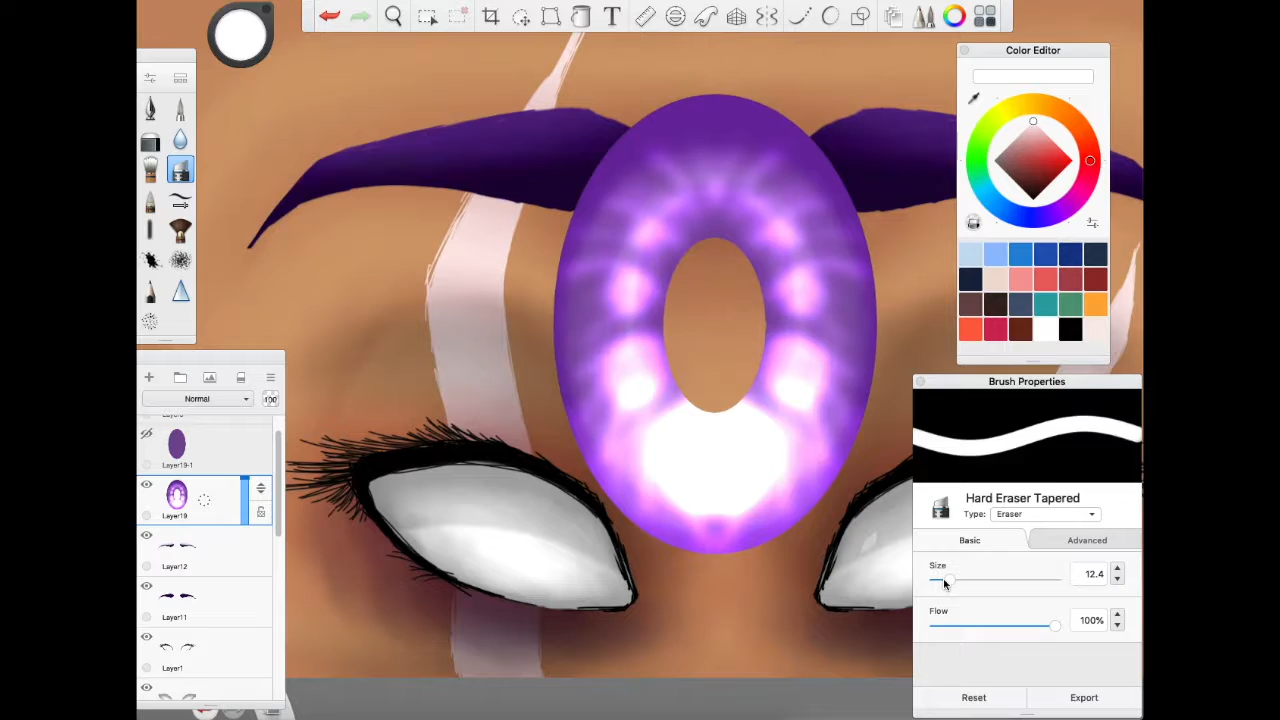 T
Color Editor
Brush Properties
Normal
100
Layer19-1
Layer19
Layer12
Layer11
Layer1
Hard Eraser Tapered
Type: Eraser
Basic
Advanced
Size
12.4
Flow
100%
Reset
Export